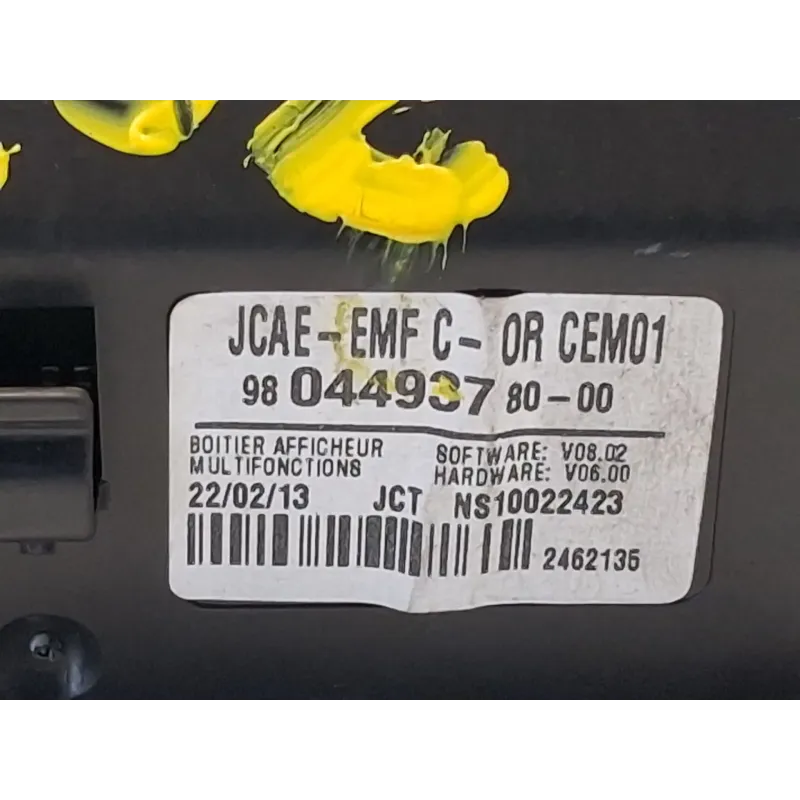 JCAE-EMF C- OR CEM01
98 044937 80-00
BOITIER AFFICHEUR MULTIFONCTIONS
SOFTWARE: V08.02
HARDWARE: V06.00
22/02/13 JCT NS10022423
2462135